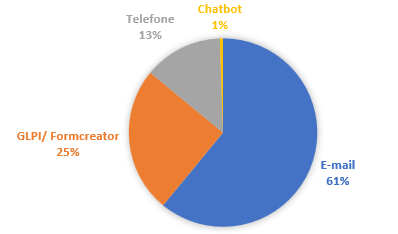 Chatbot
1%
Telefone
13%
GLPI/ Formcreator
25%
E-mail
61%